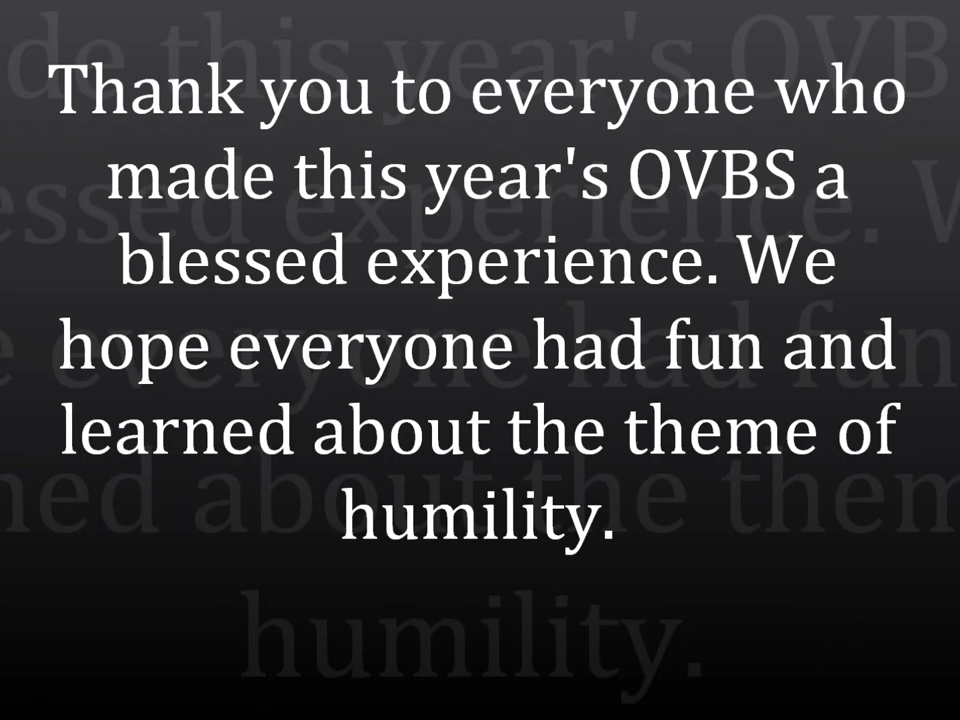 Thank you to everyone who
made this year's OVBS a
blessed experience. We
hope everyone had fun and
learned about the theme of
humility.